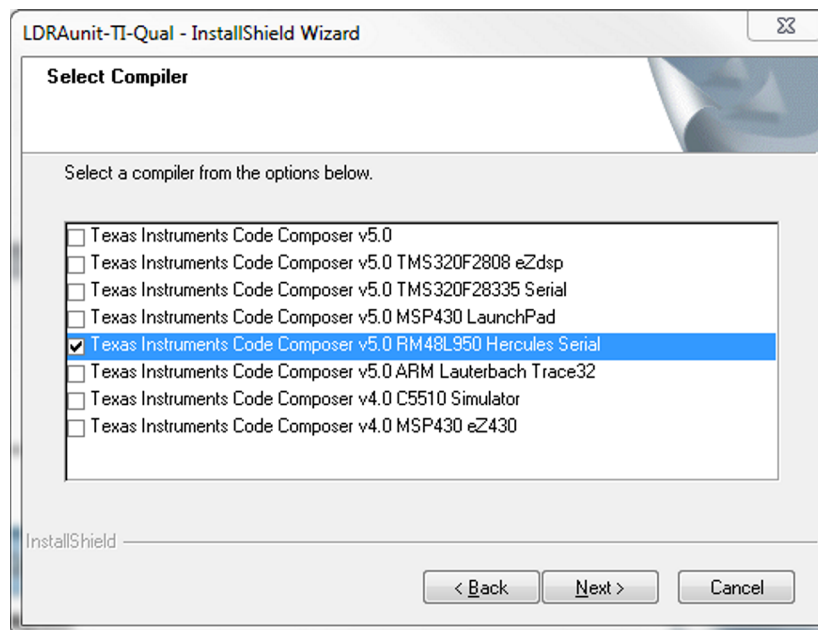 LDRAunit-TI-Qual - InstallShield Wizard
Select Compiler
Select a compiler from the options below.
Texas Instruments Code Composer v5.0
Texas Instruments Code Composer v5.0 TMS320F2808 eZdsp
Texas Instruments Code Composer v5.0 TMS320F28335 Serial
Texas Instruments Code Composer v5.0 MSP430 LaunchPad
Texas Instruments Code Composer v5.0 RM48L950 Hercules Serial
Texas Instruments Code Composer v5.0 ARM Lauterbach Trace32
Texas Instruments Code Composer v4.0 C5510 Simulator
Texas Instruments Code Composer v4.0 MSP430 eZ430
InstallShield
< Back Next > Cancel